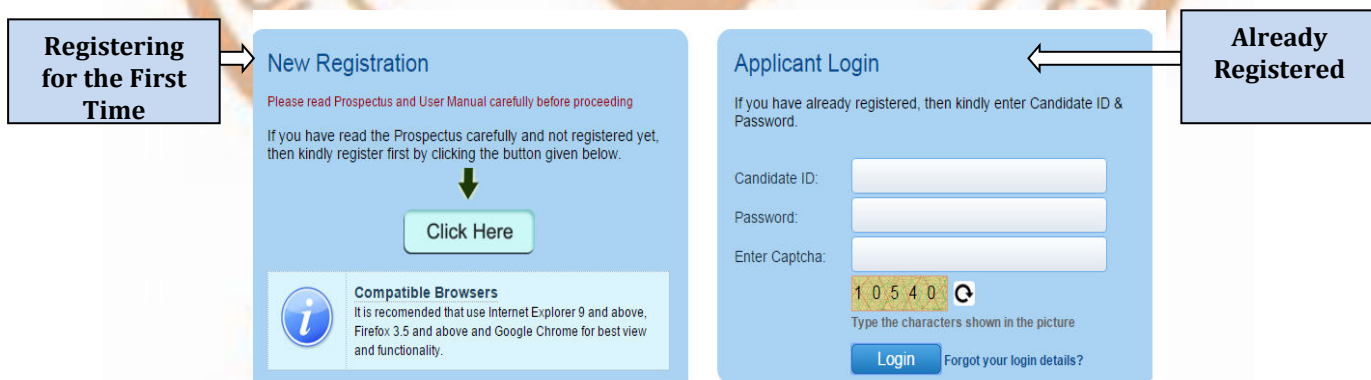 Registering
for the First
Time
New Registration
Please read Prospectus and User Manual carefully before proceeding
If you have read the Prospectus carefully and not registered yet,
then kindly register first by clicking the button given below.
Click Here
Compatible Browsers
It is recomended that use Internet Explorer 9 and above,
Firefox 3.5 and above and Google Chrome for best view
and functionality.
Already
Registered
Applicant Login
If you have already registered, then kindly enter Candidate ID &
Password.
Candidate ID:
Password:
Enter Captcha:
1 0 5 4 0
Type the characters shown in the picture
Login Forgot your login details?